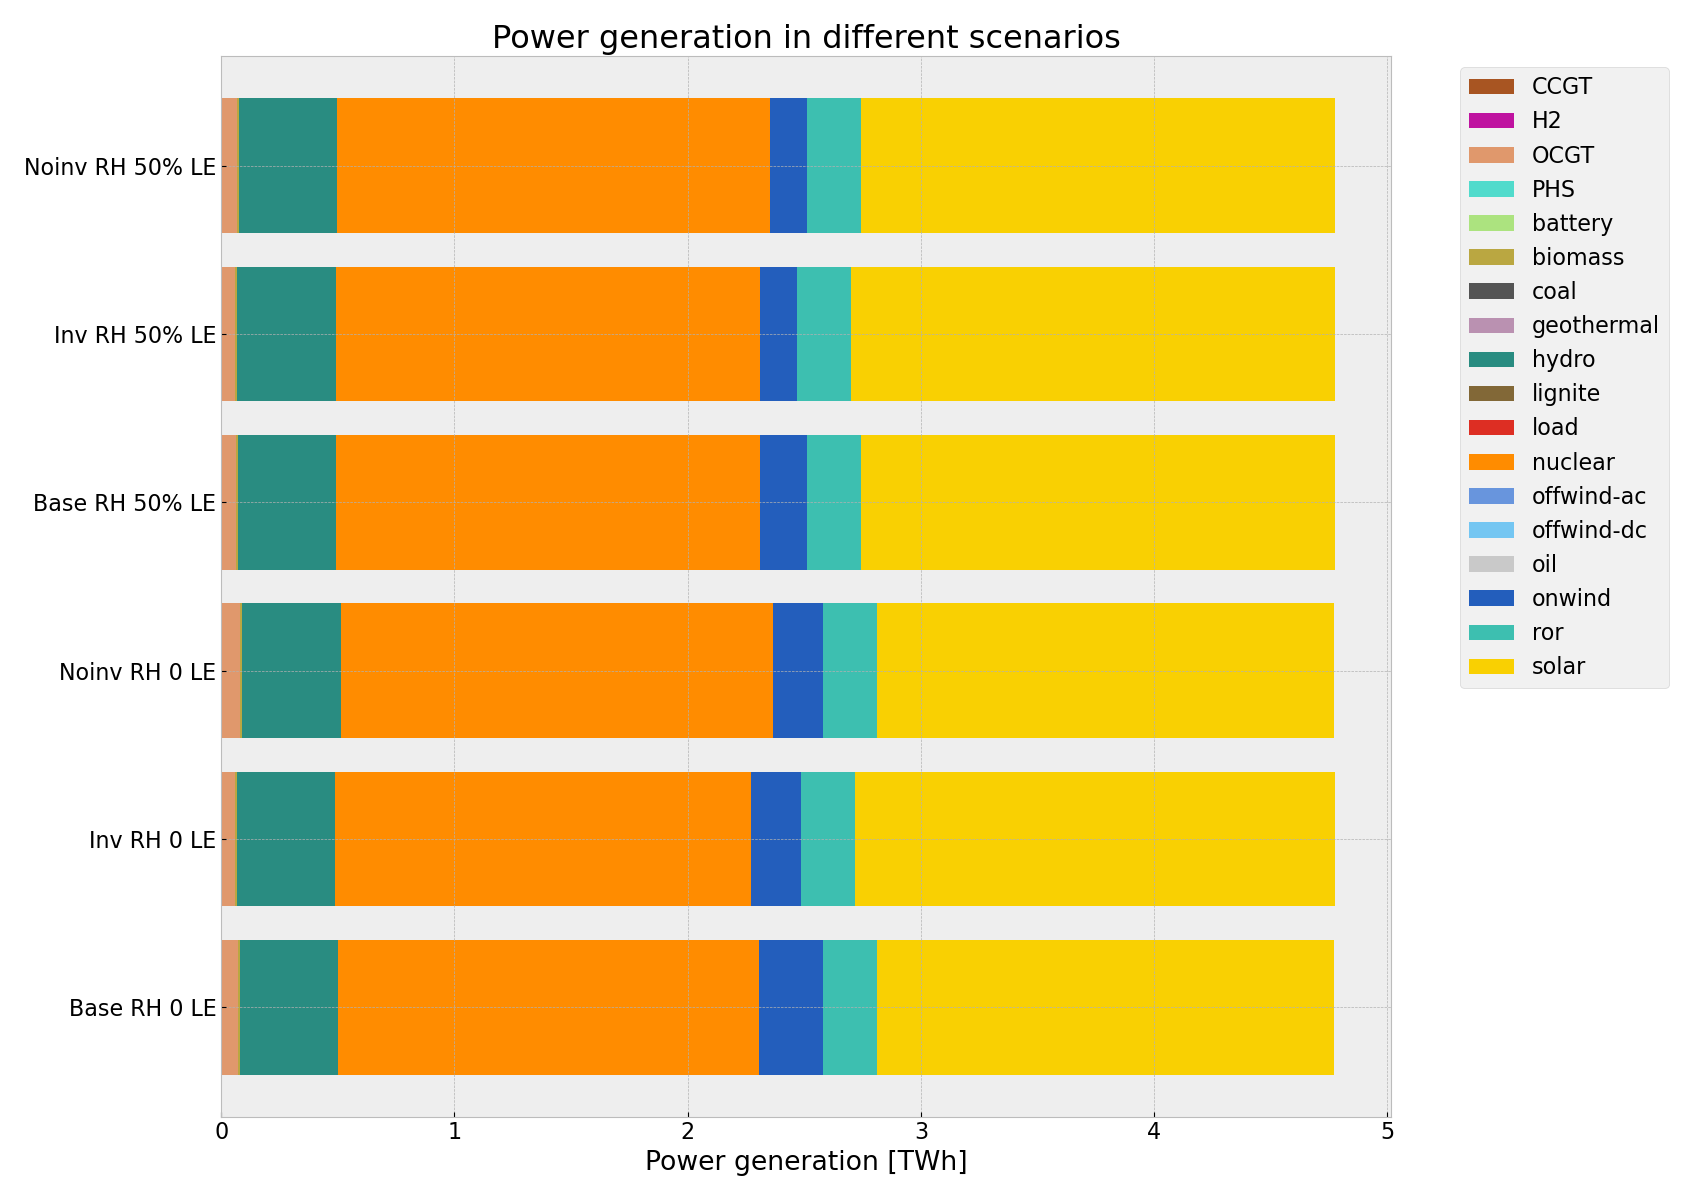 Power generation in different scenarios
Noinv RH 50% LE
Inv RH 50% LE
Base RH 50% LE
Noinv RH 0 LE
Inv RH 0 LE
Base RH 0 LE
0 1 2 3 4 5
Power generation [TWh]
CCGT
H2
OCGT
PHS
battery
biomass
coal
geothermal
hydro
lignite
load
nuclear
offwind-ac
offwind-dc
oil
onwind
ror
solar